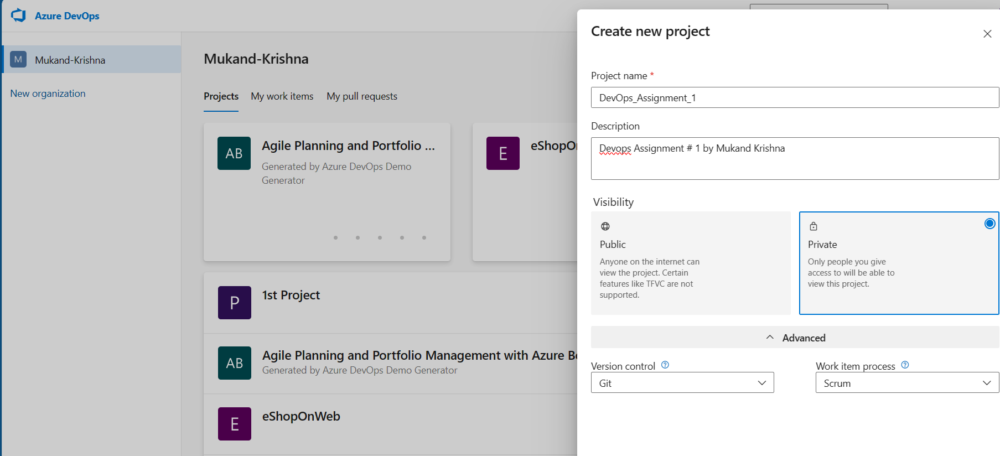 Azure DevOps
M
Mukand-Krishna
New organization
Mukand-Krishna
Projects
My work items
My pull requests
AB
Agile Planning and Portfolio ...
Generated by Azure DevOps Demo
Generator
E
P
1st Project
AB
Agile Planning and Portfolio Management with Azure
Generated by Azure DevOps Demo Generator
E
eShopOnWeb
Create new project
Project name *
DevOps_Assignment_1
Description
Devops Assignment # 1 by Mukand Krishna
Visibility
Public
Anyone on the internet can
view the project. Certain
features like TFVC are not
supported.
Private
Only people you give
access to will be able to
view this project.
Advanced
Version control
Git
Work item process
Scrum